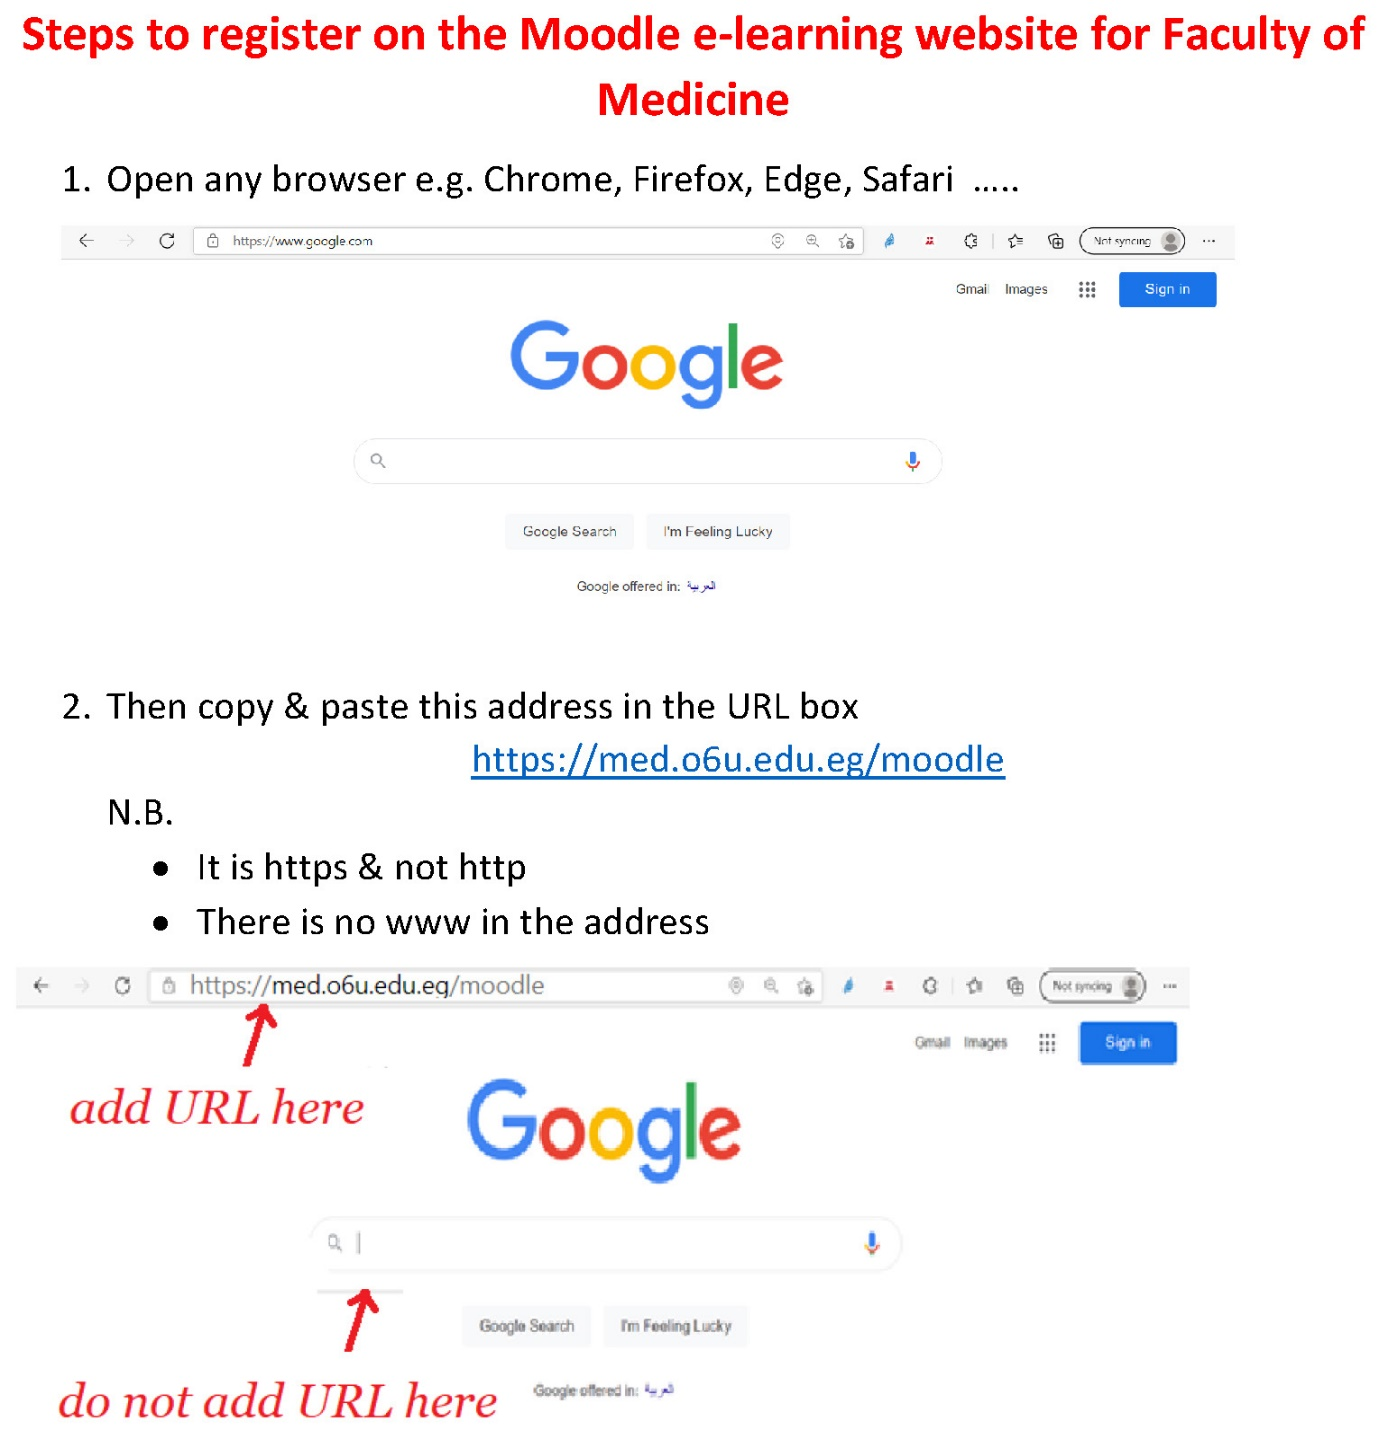 Steps to register on the Moodle e-learning website for Faculty of
Medicine
1. Open any browser e.g. Chrome, Firefox, Edge, Safari .....
https://www.google.com
Not syncing
Gmail Images
Sign in
Google
Google Search
I'm Feeling Lucky
Google offered in: العربية
2. Then copy & paste this address in the URL box
https://med.o6u.edu.eg/moodle
N.B.
• It is https & not http
• There is no www in the address
https://med.o6u.edu.eg/moodle
Not syncing
Gmail Images
Sign in
add URL here
Google
Google Search
I'm Feeling Lucky
do not add URL here
Google offered in: العربية